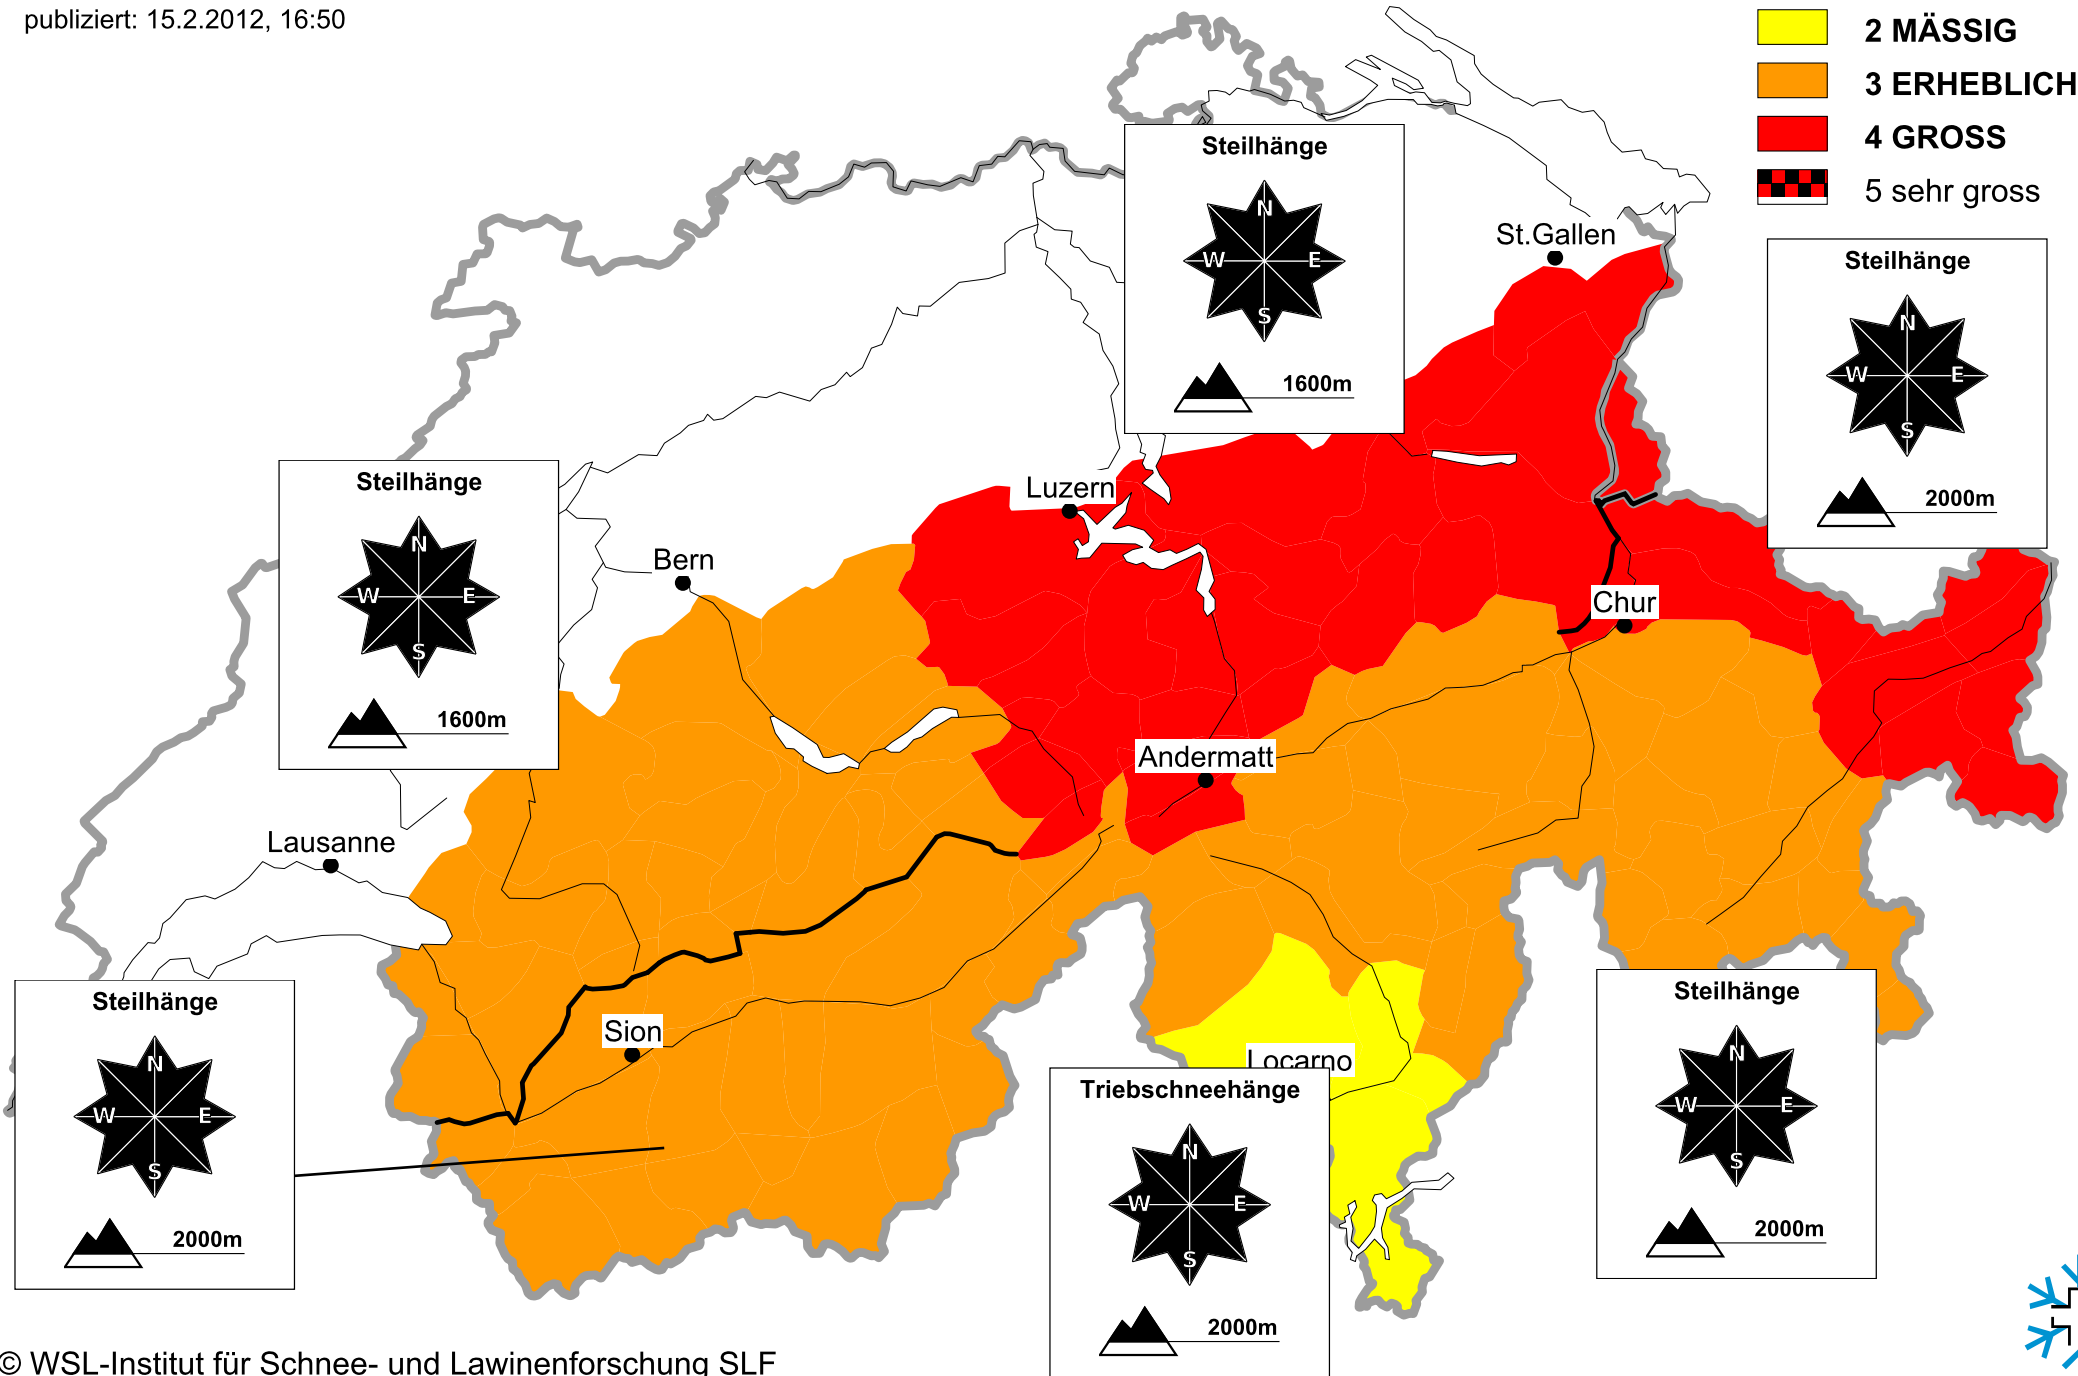 publiziert: 15.2.2012, 16:50
2 MÄSSIG
3 ERHEBLICH
4 GROSS
5 sehr gross
Steilhänge
N
W E
S
1600m
St.Gallen
Steilhänge
N
W E
S
2000m
Steilhänge
N
W E
S
1600m
Luzern
Bern
Chur
Andermatt
Lausanne
Sion
Locarno
Steilhänge
N
W E
S
2000m
Triebschneehänge
N
W E
S
2000m
Steilhänge
N
W E
S
2000m
© WSL-Institut für Schnee- und Lawinenforschung SLF